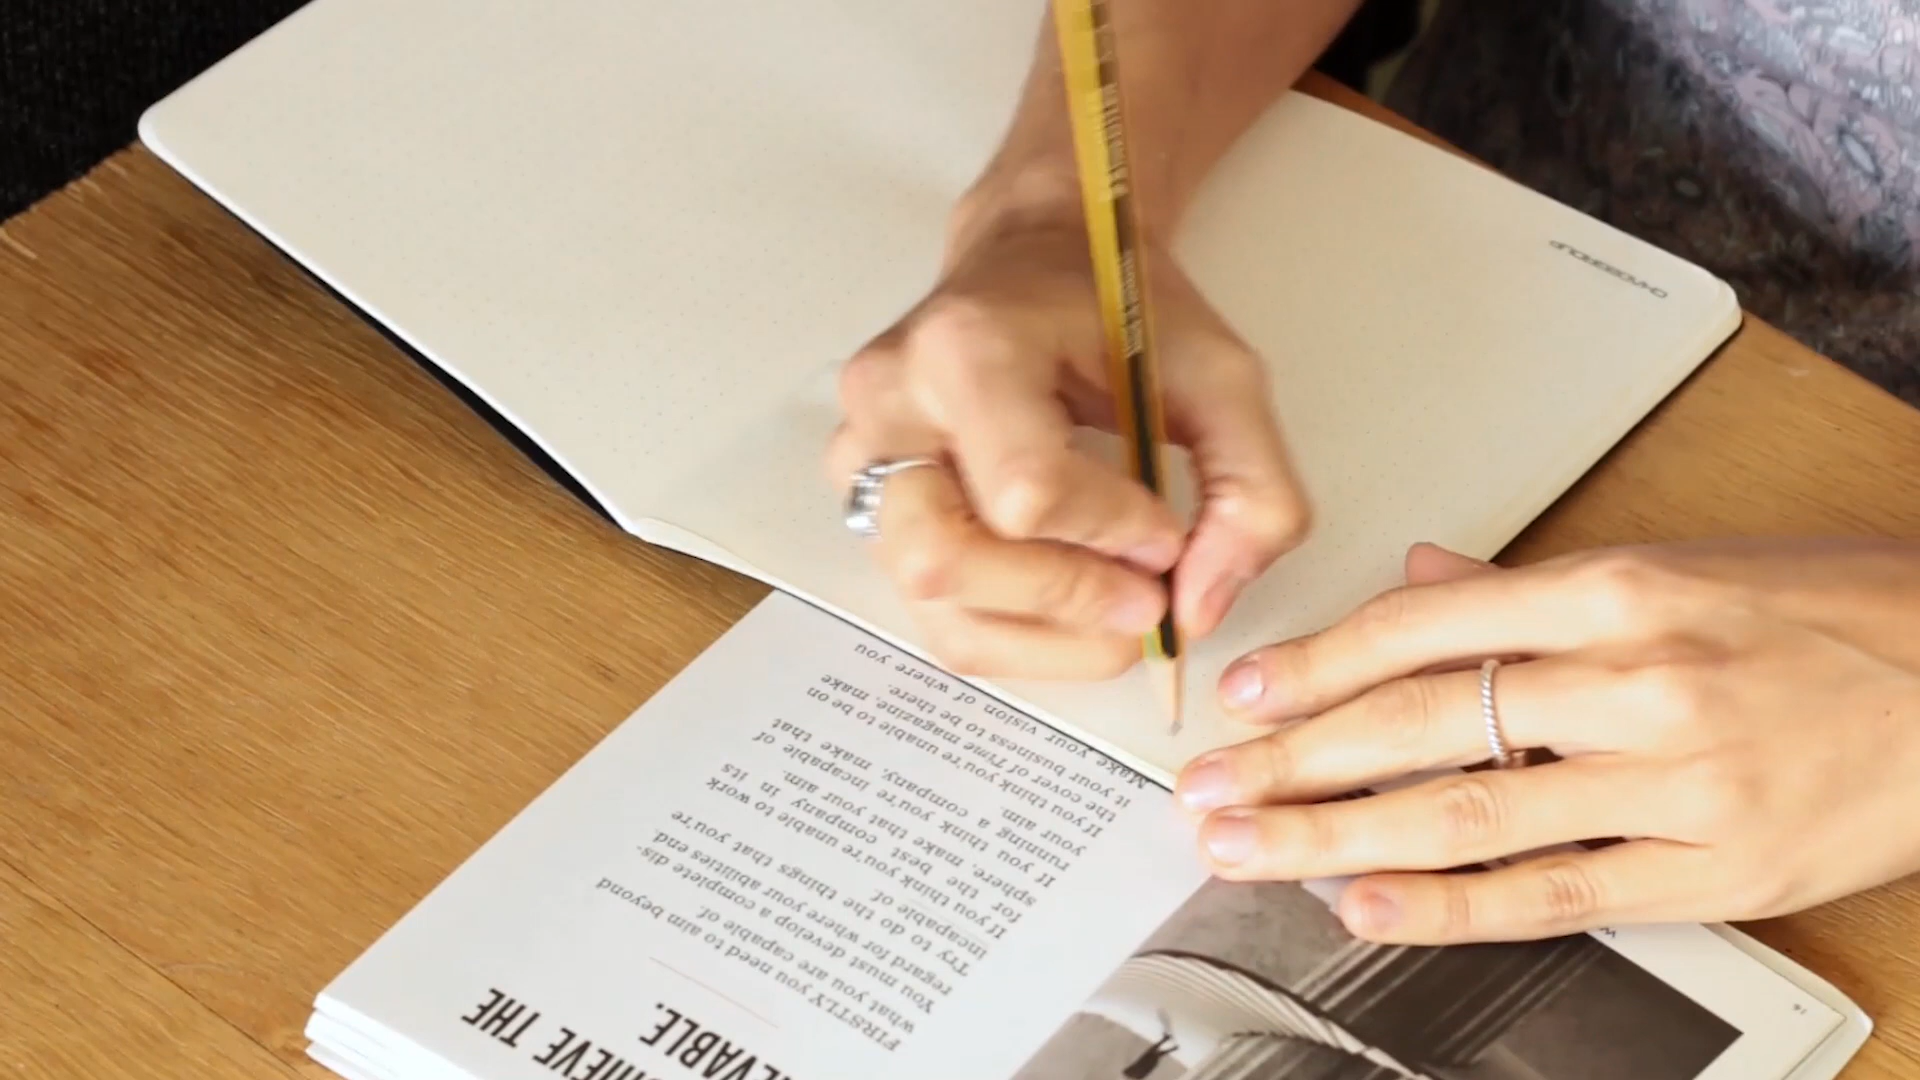 THE
FIRSTLY you need to aim beyond
what you are capable of.
You must develop a complete dis-
regard for where your abilities end.
Try to do the things that you're
incapable of.
If you think you're unable to work
for the best company in its
sphere, make that your aim.
If you think you're incapable of
running a company, make that
your aim.
If you think you're unable to be on
the cover of Time magazine, make
it your business to be there.
Make your vision of where you